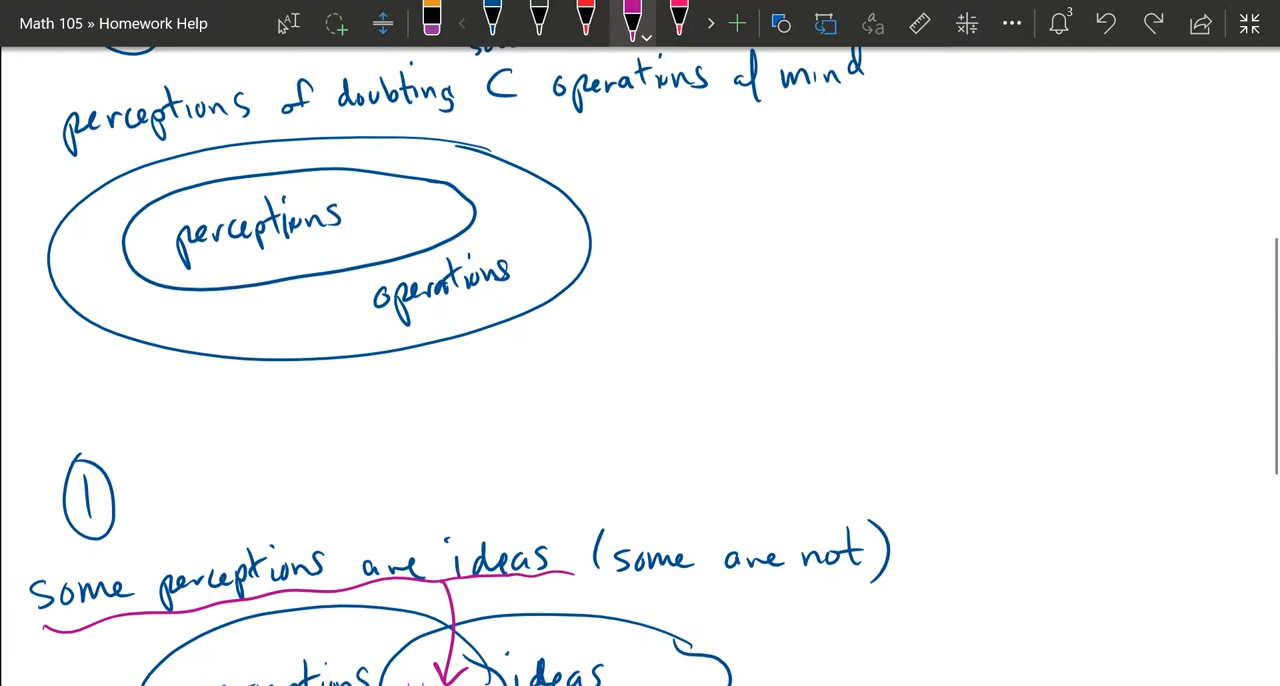 Math 105 » Homework Help
3
perceptions of doubting ⊂ operations of mind
perceptions
operations
1
some perceptions are ideas (some are not)
ideas